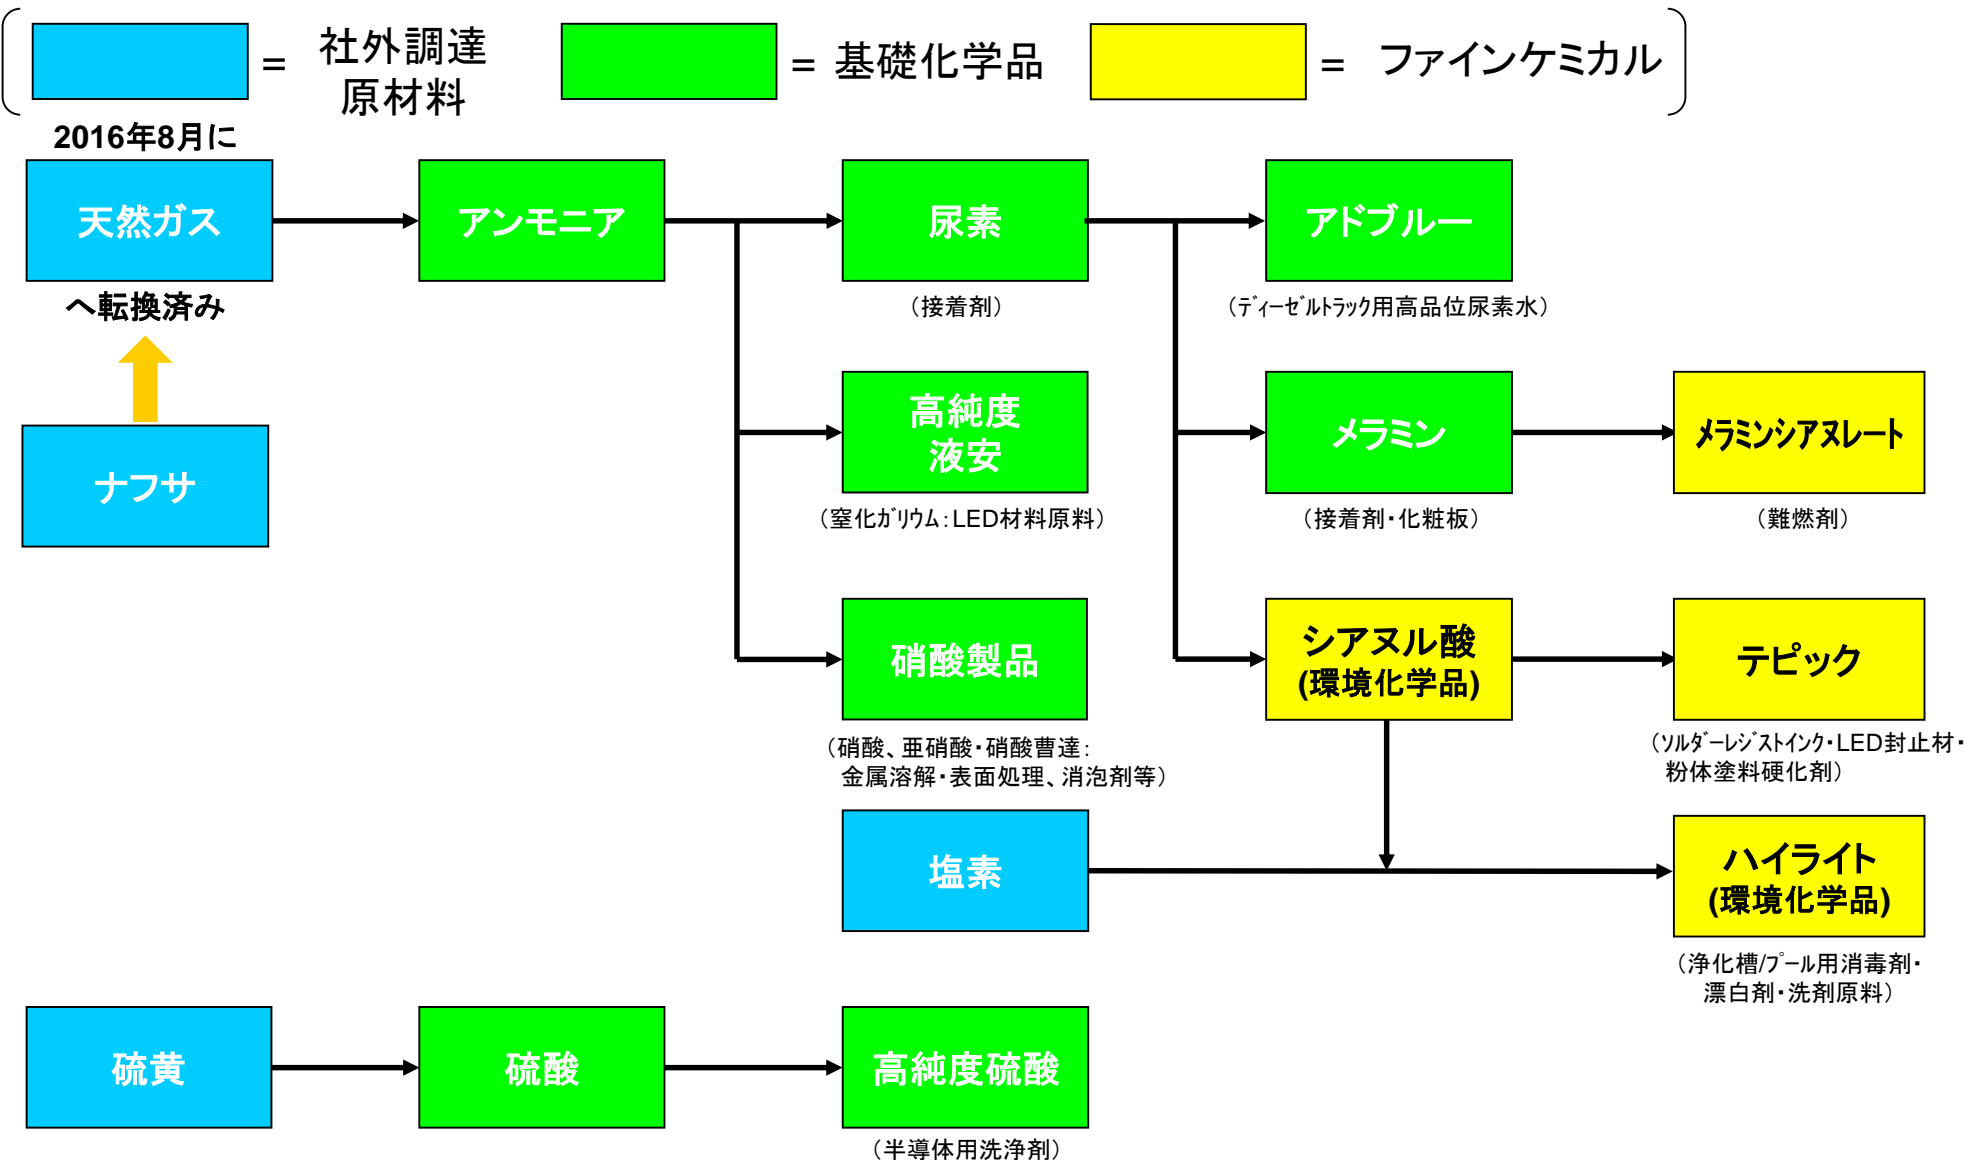 = 社外調達
原材料
= 基礎化学品
= ファインケミカル
2016年8月に
天然ガス
へ転換済み
ナフサ
アンモニア
尿素
（接着剤）
アドブルー
（ﾃﾞｨｰｾﾞﾙﾄﾗｯｸ用高品位尿素水）
高純度
液安
（窒化ｶﾞﾘｳﾑ：LED材料原料）
メラミン
（接着剤・化粧板）
メラミンシアヌレート
（難燃剤）
硝酸製品
（硝酸、亜硝酸・硝酸曹達：
金属溶解・表面処理、消泡剤等）
シアヌル酸
(環境化学品)
テピック
（ｿﾙﾀﾞｰﾚｼﾞｽﾄｲﾝｸ・LED封止材・
粉体塗料硬化剤）
塩素
ハイライト
(環境化学品)
（浄化槽/ﾌﾟｰﾙ用消毒剤・
漂白剤・洗剤原料）
硫黄
硫酸
高純度硫酸
（半導体用洗浄剤）